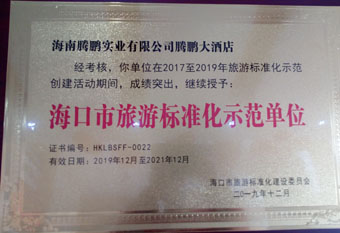 海南腾鹏实业有限公司腾鹏大酒店
经考核，你单位在2017至2019年旅游标准化示范
创建活动期间，成绩突出，继续授予：
海口市旅游标准化示范单位
证书编号：HKLBSFF-0022
有效日期：2019年12月至2021年12月
海口市旅游标准化建设委员会
二〇一九年十二月